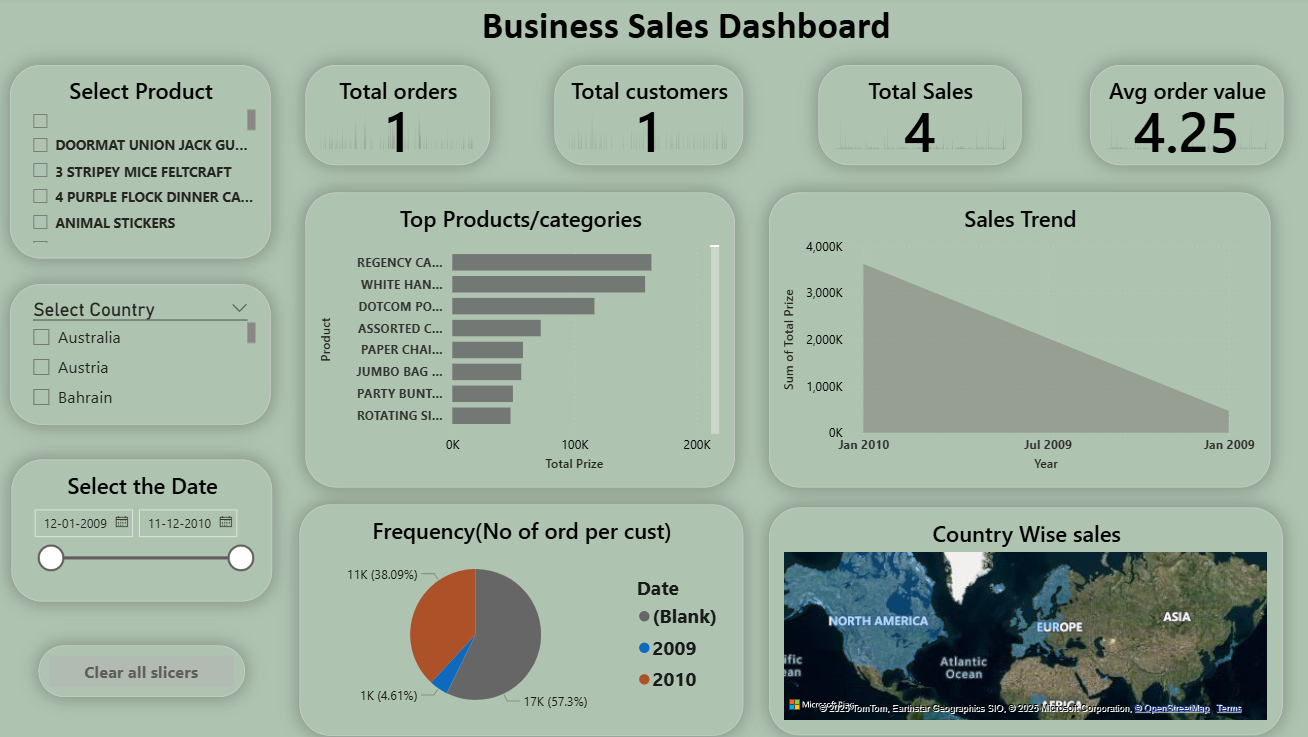 Business Sales Dashboard
Select Product
DOORMAT UNION JACK GU...
3 STRIPEY MICE FELTCRAFT
4 PURPLE FLOCK DINNER CA...
ANIMAL STICKERS
Select Country
Australia
Austria
Bahrain
Select the Date
12-01-2009
11-12-2010
Clear all slicers
Total orders
1
Total customers
1
Total Sales
4
Avg order value
4.25
Top Products/categories
Product
REGENCY CA...
WHITE HAN...
DOTCOM PO...
ASSORTED C...
PAPER CHAI...
JUMBO BAG ...
PARTY BUNT...
ROTATING SI...
0K
100K
200K
Total Prize
Sales Trend
Sum of Total Prize
4,000K
3,000K
2,000K
1,000K
0K
Jan 2010
Jul 2009
Jan 2009
Year
Frequency(No of ord per cust)
11K (38.09%)
1K (4.61%)
17K (57.3%)
Date
(Blank)
2009
2010
Country Wise sales
NORTH AMERICA
EUROPE
ASIA
Atlantic
Ocean
AFRICA
© 2025 TomTom, Earthstar Geographics SIO, © 2025 Microsoft Corporation, © OpenStreetMap Terms